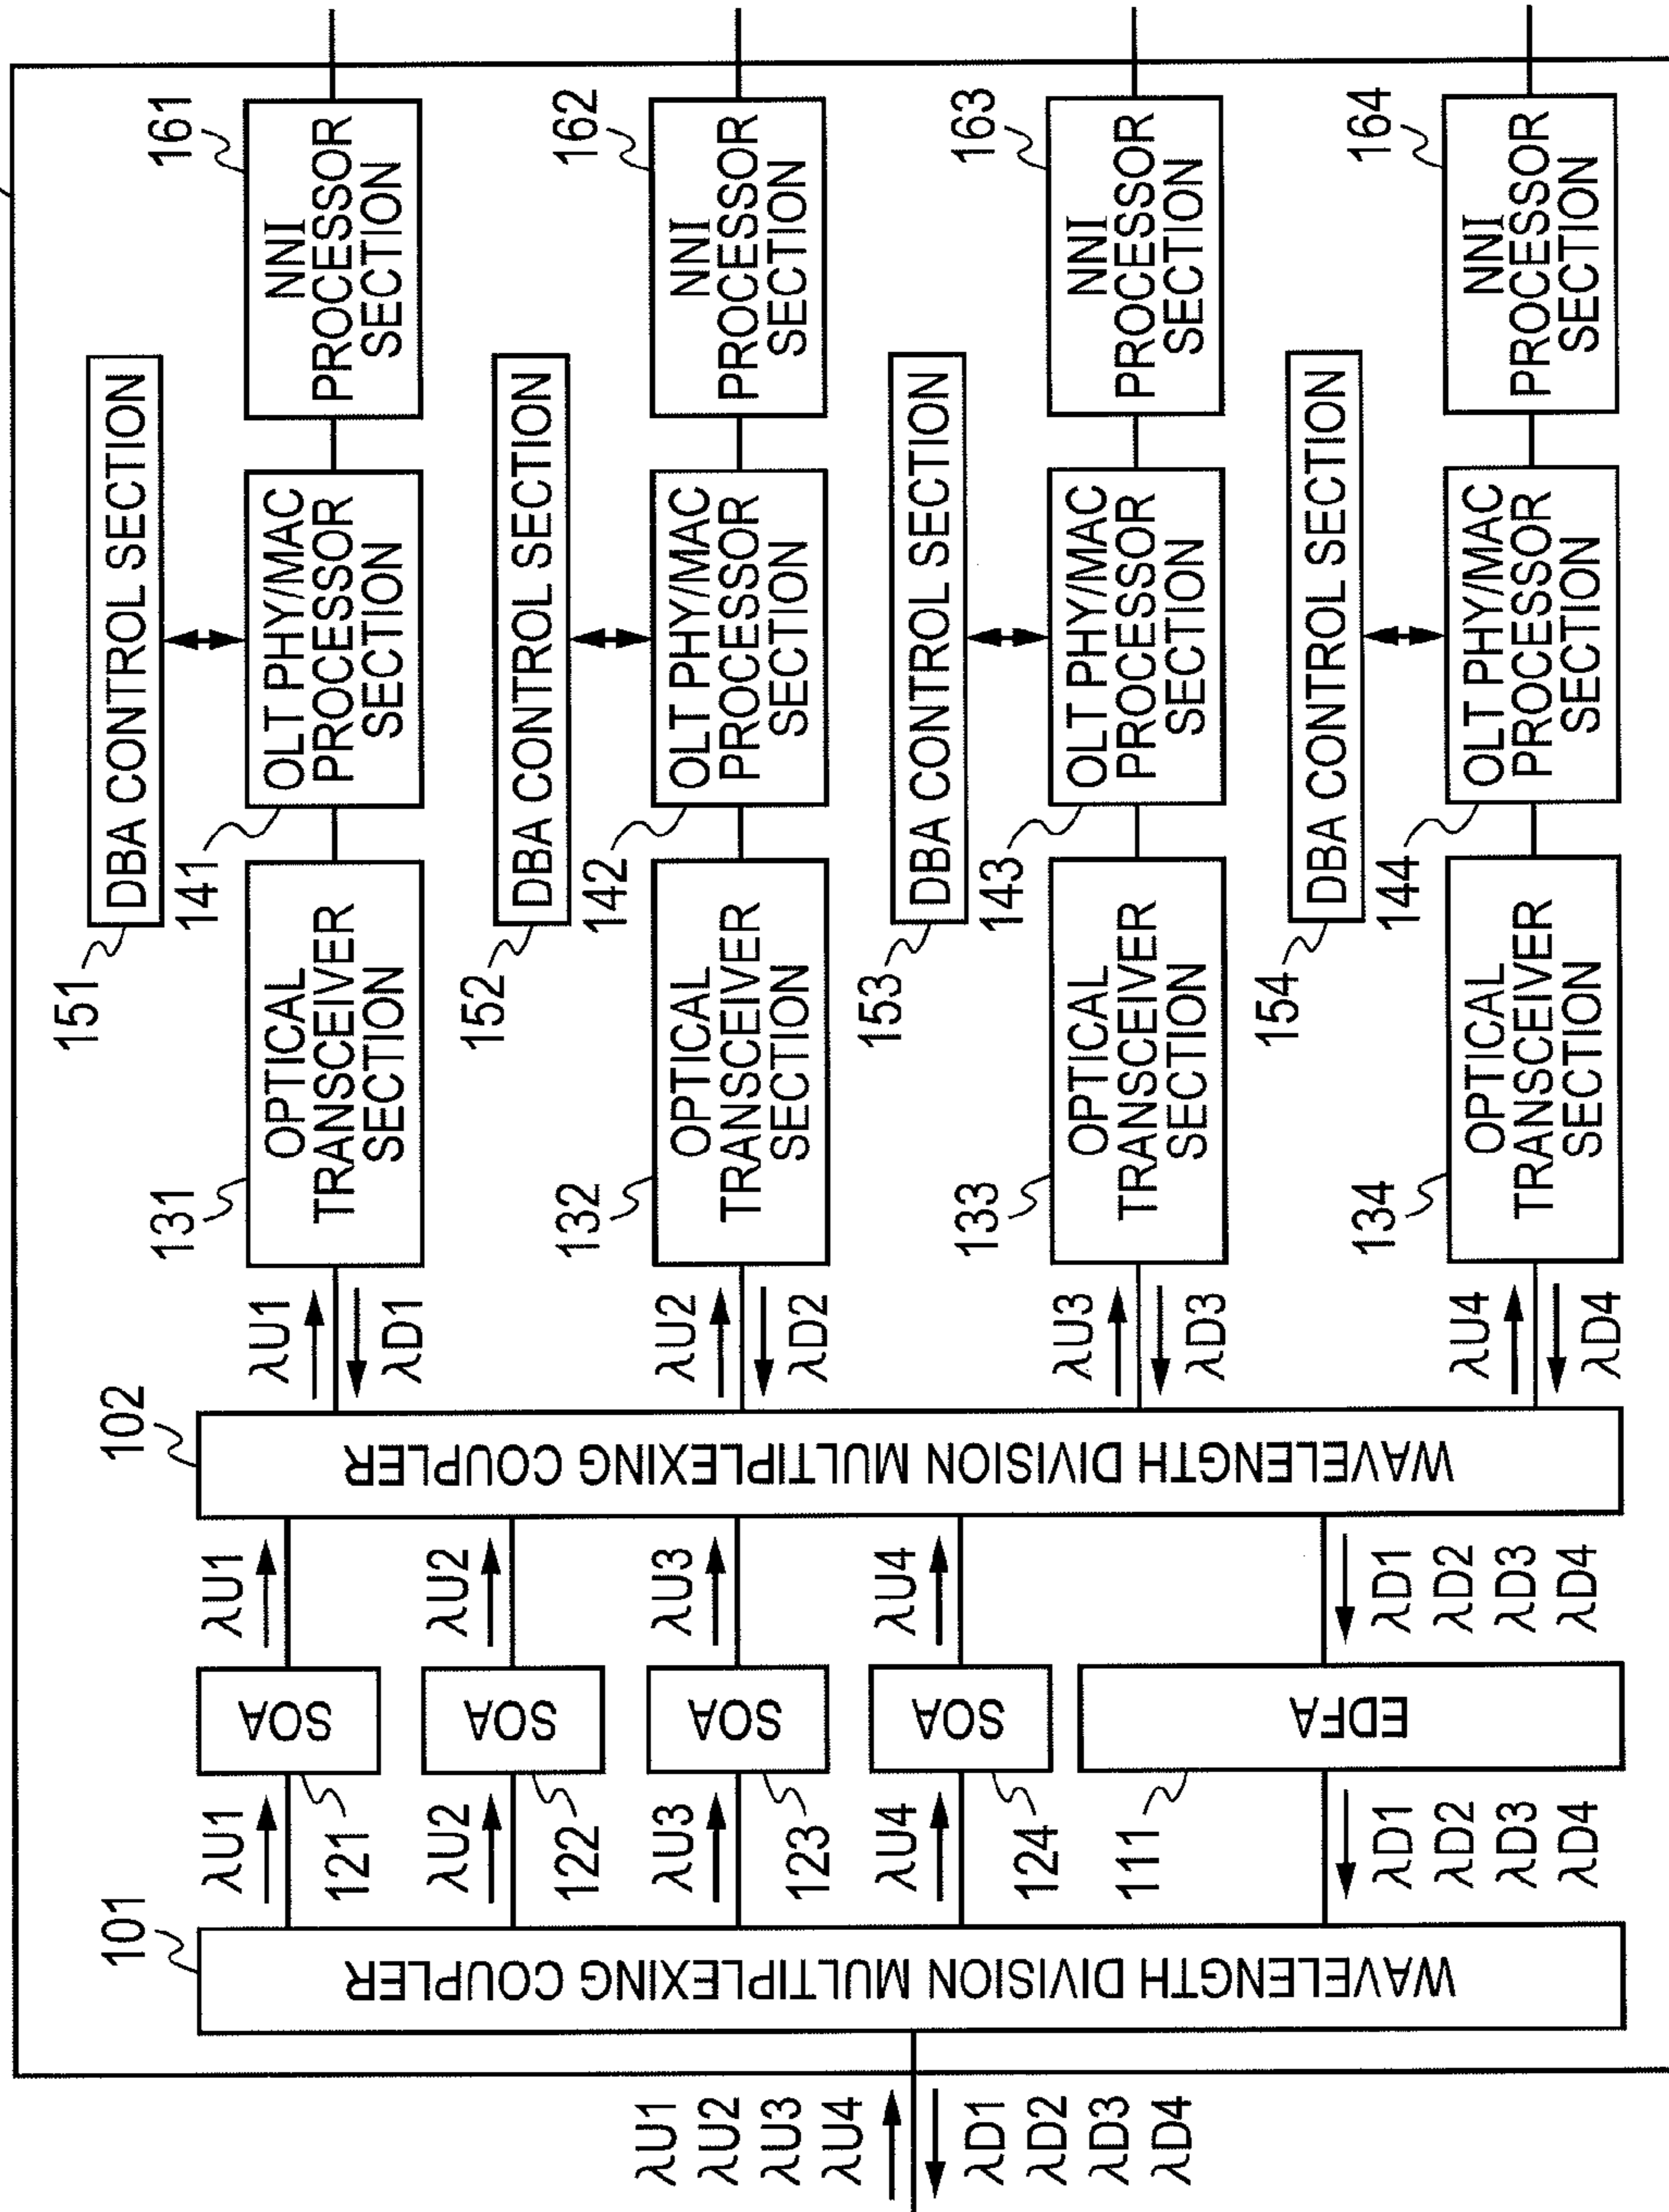 λU1
λU2
λU3
λU4
λD1
λD2
λD3
λD4
101
WAVELENGTH DIVISION MULTIPLEXING COUPLER
λU1
121
SOA
λU1
λU2
122
SOA
λU2
λU3
123
SOA
λU3
λU4
124
SOA
λU4
111
EDFA
λD1
λD2
λD3
λD4
λD1
λD2
λD3
λD4
102
WAVELENGTH DIVISION MULTIPLEXING COUPLER
151
DBA CONTROL SECTION
λU1
λD1
131
OPTICAL
TRANSCEIVER
SECTION
141
OLT PHY/MAC
PROCESSOR
SECTION
161
NNI
PROCESSOR
SECTION
152
DBA CONTROL SECTION
λU2
λD2
132
OPTICAL
TRANSCEIVER
SECTION
142
OLT PHY/MAC
PROCESSOR
SECTION
162
NNI
PROCESSOR
SECTION
153
DBA CONTROL SECTION
λU3
λD3
133
OPTICAL
TRANSCEIVER
SECTION
143
OLT PHY/MAC
PROCESSOR
SECTION
163
NNI
PROCESSOR
SECTION
154
DBA CONTROL SECTION
λU4
λD4
134
OPTICAL
TRANSCEIVER
SECTION
144
OLT PHY/MAC
PROCESSOR
SECTION
164
NNI
PROCESSOR
SECTION